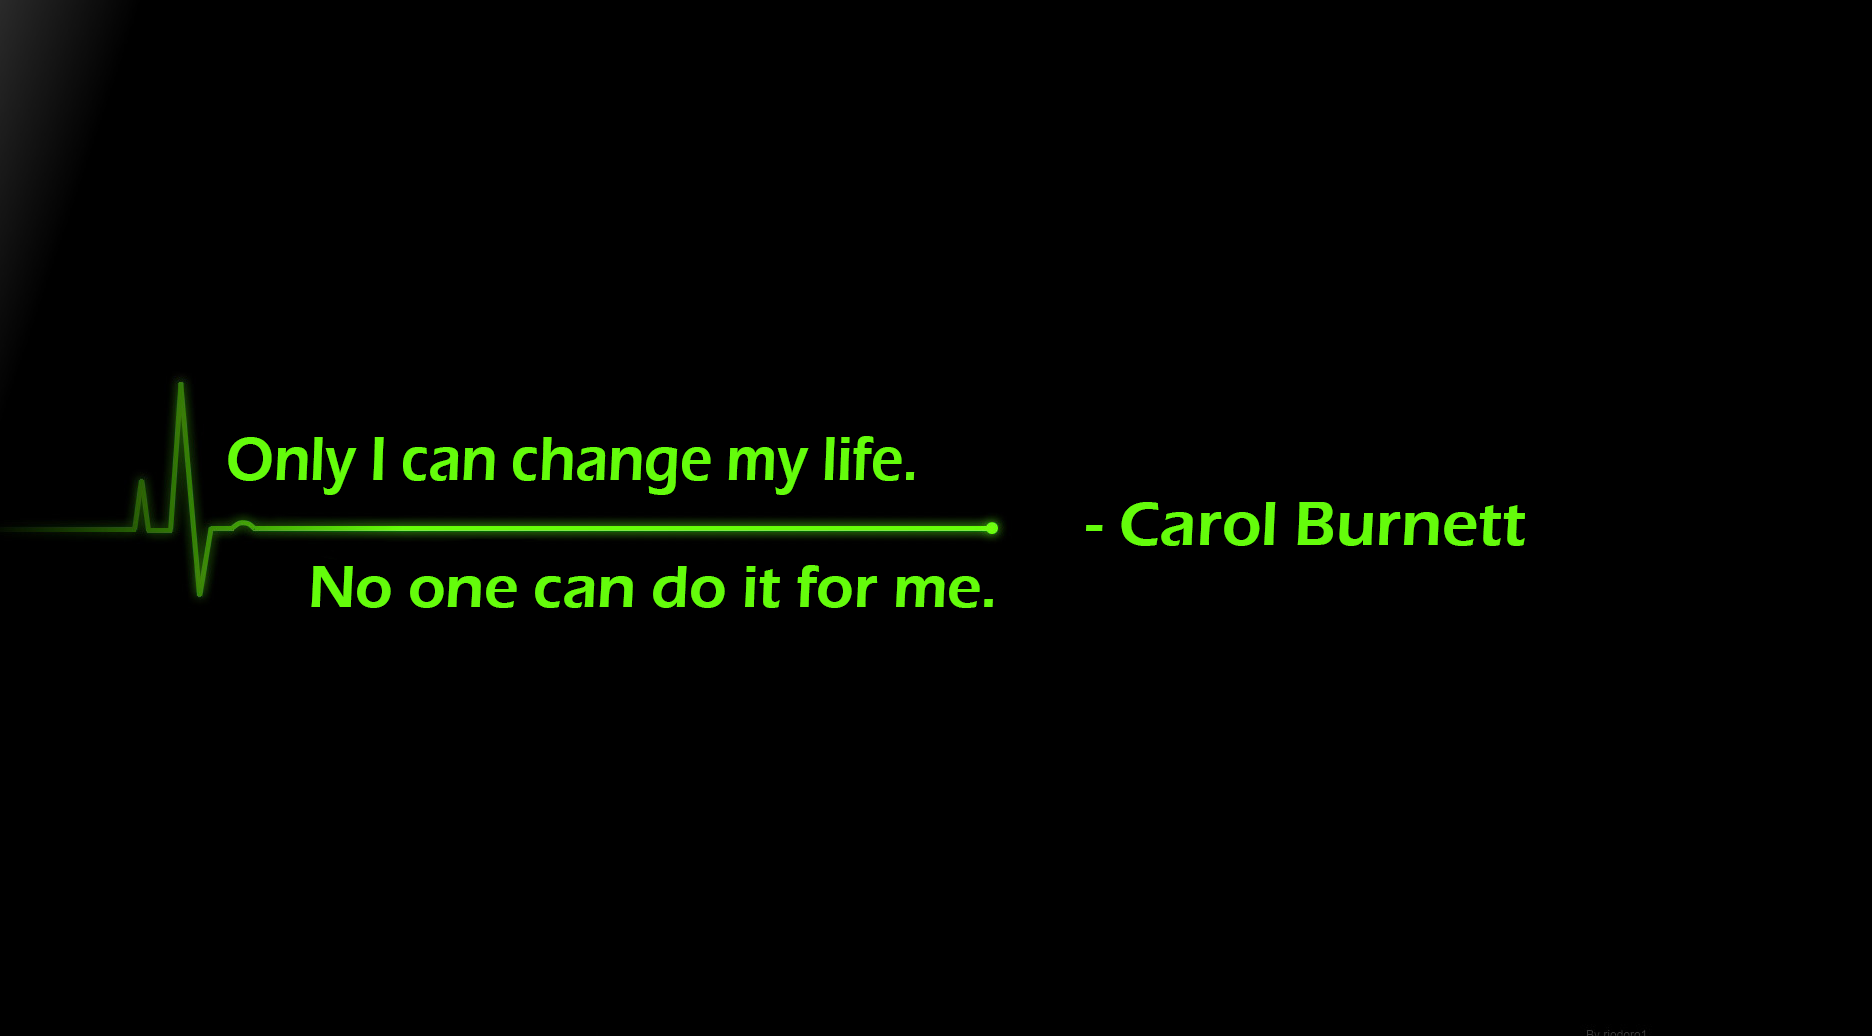 Only I can change my life.
No one can do it for me.
- Carol Burnett